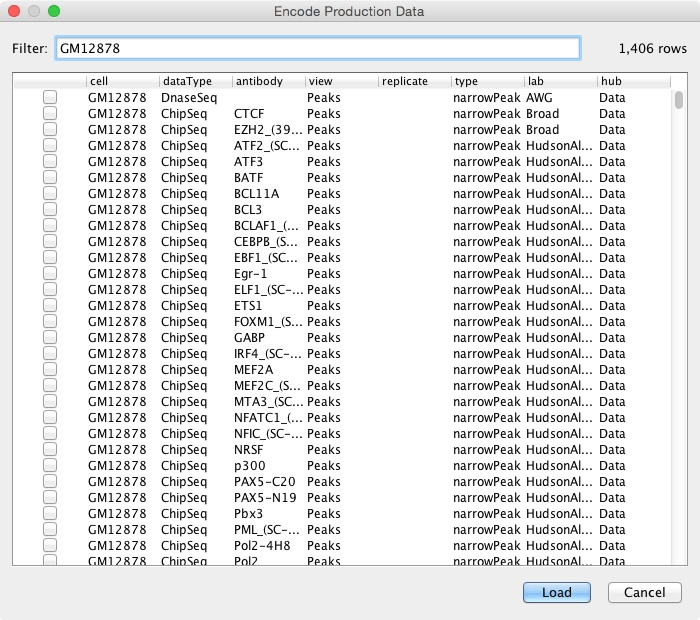 Encode Production Data
Filter: GM12878 1,406 rows
cell dataType antibody view replicate type lab hub
GM12878 DnaseSeq Peaks narrowPeak AWG Data
GM12878 ChipSeq CTCF Peaks narrowPeak Broad Data
GM12878 ChipSeq EZH2_(39... Peaks narrowPeak Broad Data
GM12878 ChipSeq ATF2_(SC... Peaks narrowPeak HudsonAl... Data
GM12878 ChipSeq ATF3 Peaks narrowPeak HudsonAl... Data
GM12878 ChipSeq BATF Peaks narrowPeak HudsonAl... Data
GM12878 ChipSeq BCL11A Peaks narrowPeak HudsonAl... Data
GM12878 ChipSeq BCL3 Peaks narrowPeak HudsonAl... Data
GM12878 ChipSeq BCLAF1_(... Peaks narrowPeak HudsonAl... Data
GM12878 ChipSeq CEBPB_(S... Peaks narrowPeak HudsonAl... Data
GM12878 ChipSeq EBF1_(SC... Peaks narrowPeak HudsonAl... Data
GM12878 ChipSeq Egr-1 Peaks narrowPeak HudsonAl... Data
GM12878 ChipSeq ELF1_(SC-... Peaks narrowPeak HudsonAl... Data
GM12878 ChipSeq ETS1 Peaks narrowPeak HudsonAl... Data
GM12878 ChipSeq FOXM1_(S... Peaks narrowPeak HudsonAl... Data
GM12878 ChipSeq GABP Peaks narrowPeak HudsonAl... Data
GM12878 ChipSeq IRF4_(SC-... Peaks narrowPeak HudsonAl... Data
GM12878 ChipSeq MEF2A Peaks narrowPeak HudsonAl... Data
GM12878 ChipSeq MEF2C_(S... Peaks narrowPeak HudsonAl... Data
GM12878 ChipSeq MTA3_(SC... Peaks narrowPeak HudsonAl... Data
GM12878 ChipSeq NFATC1_(... Peaks narrowPeak HudsonAl... Data
GM12878 ChipSeq NFIC_(SC-... Peaks narrowPeak HudsonAl... Data
GM12878 ChipSeq NRSF Peaks narrowPeak HudsonAl... Data
GM12878 ChipSeq p300 Peaks narrowPeak HudsonAl... Data
GM12878 ChipSeq PAX5-C20 Peaks narrowPeak HudsonAl... Data
GM12878 ChipSeq PAX5-N19 Peaks narrowPeak HudsonAl... Data
GM12878 ChipSeq Pbx3 Peaks narrowPeak HudsonAl... Data
GM12878 ChipSeq PML_(SC-... Peaks narrowPeak HudsonAl... Data
GM12878 ChipSeq Pol2-4H8 Peaks narrowPeak HudsonAl... Data
GM12878 ChipSeq Pol2 Peaks narrowPeak HudsonAl... Data
Load Cancel